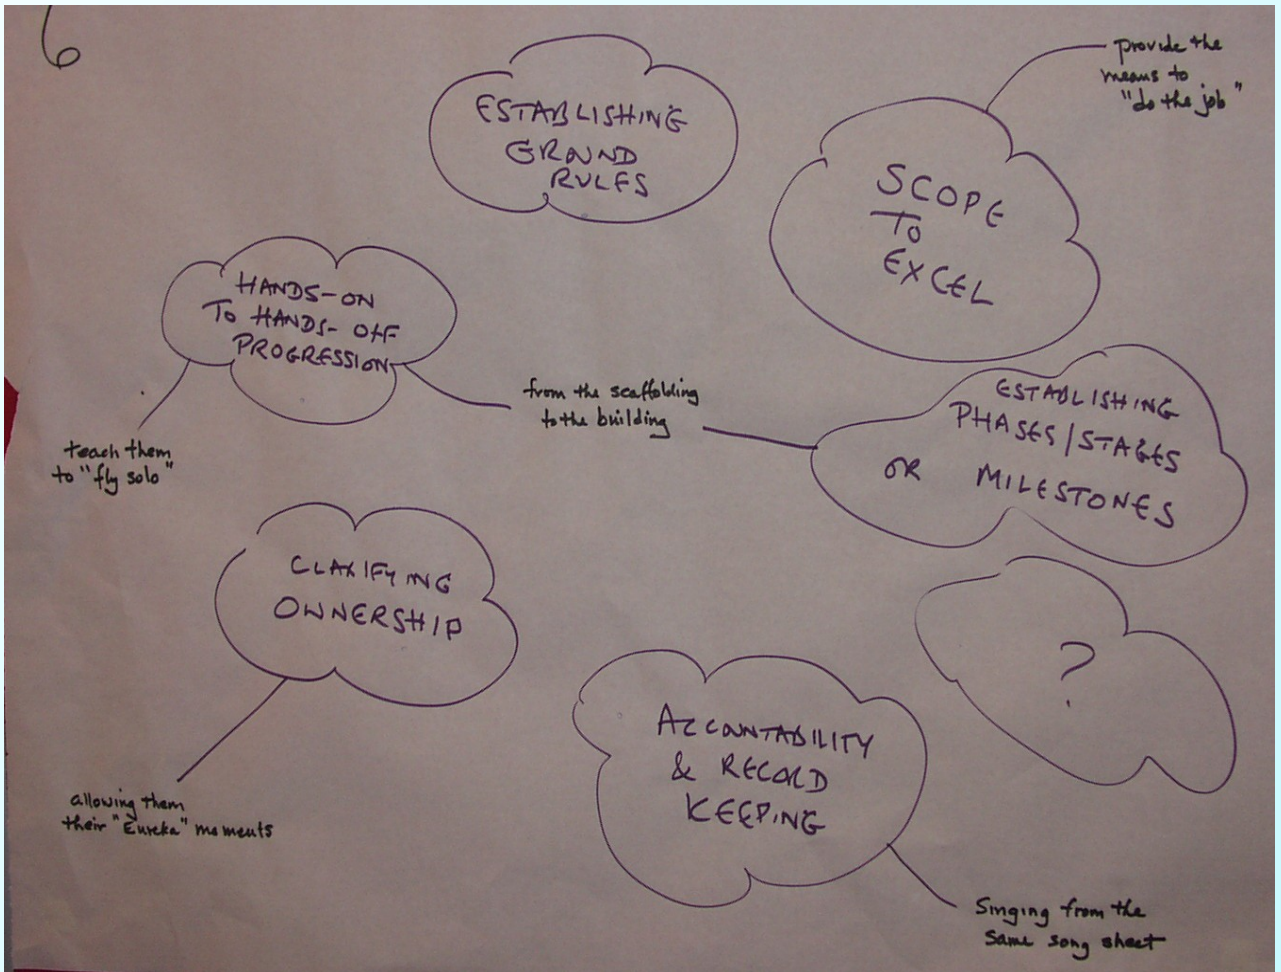 6
ESTABLISHING
GROUND
RULES
provide the
means to
"do the job"
SCOPE
TO
EXCEL
HANDS-ON
TO HANDS-OFF
PROGRESSION
teach them
to "fly solo"
from the scaffolding
to the building
ESTABLISHING
PHASES/STAGES
OR MILESTONES
CLARIFYING
OWNERSHIP
allowing them
their "Eureka" moments
?
ACCOUNTABILITY
& RECORD
KEEPING
Singing from the
same song sheet